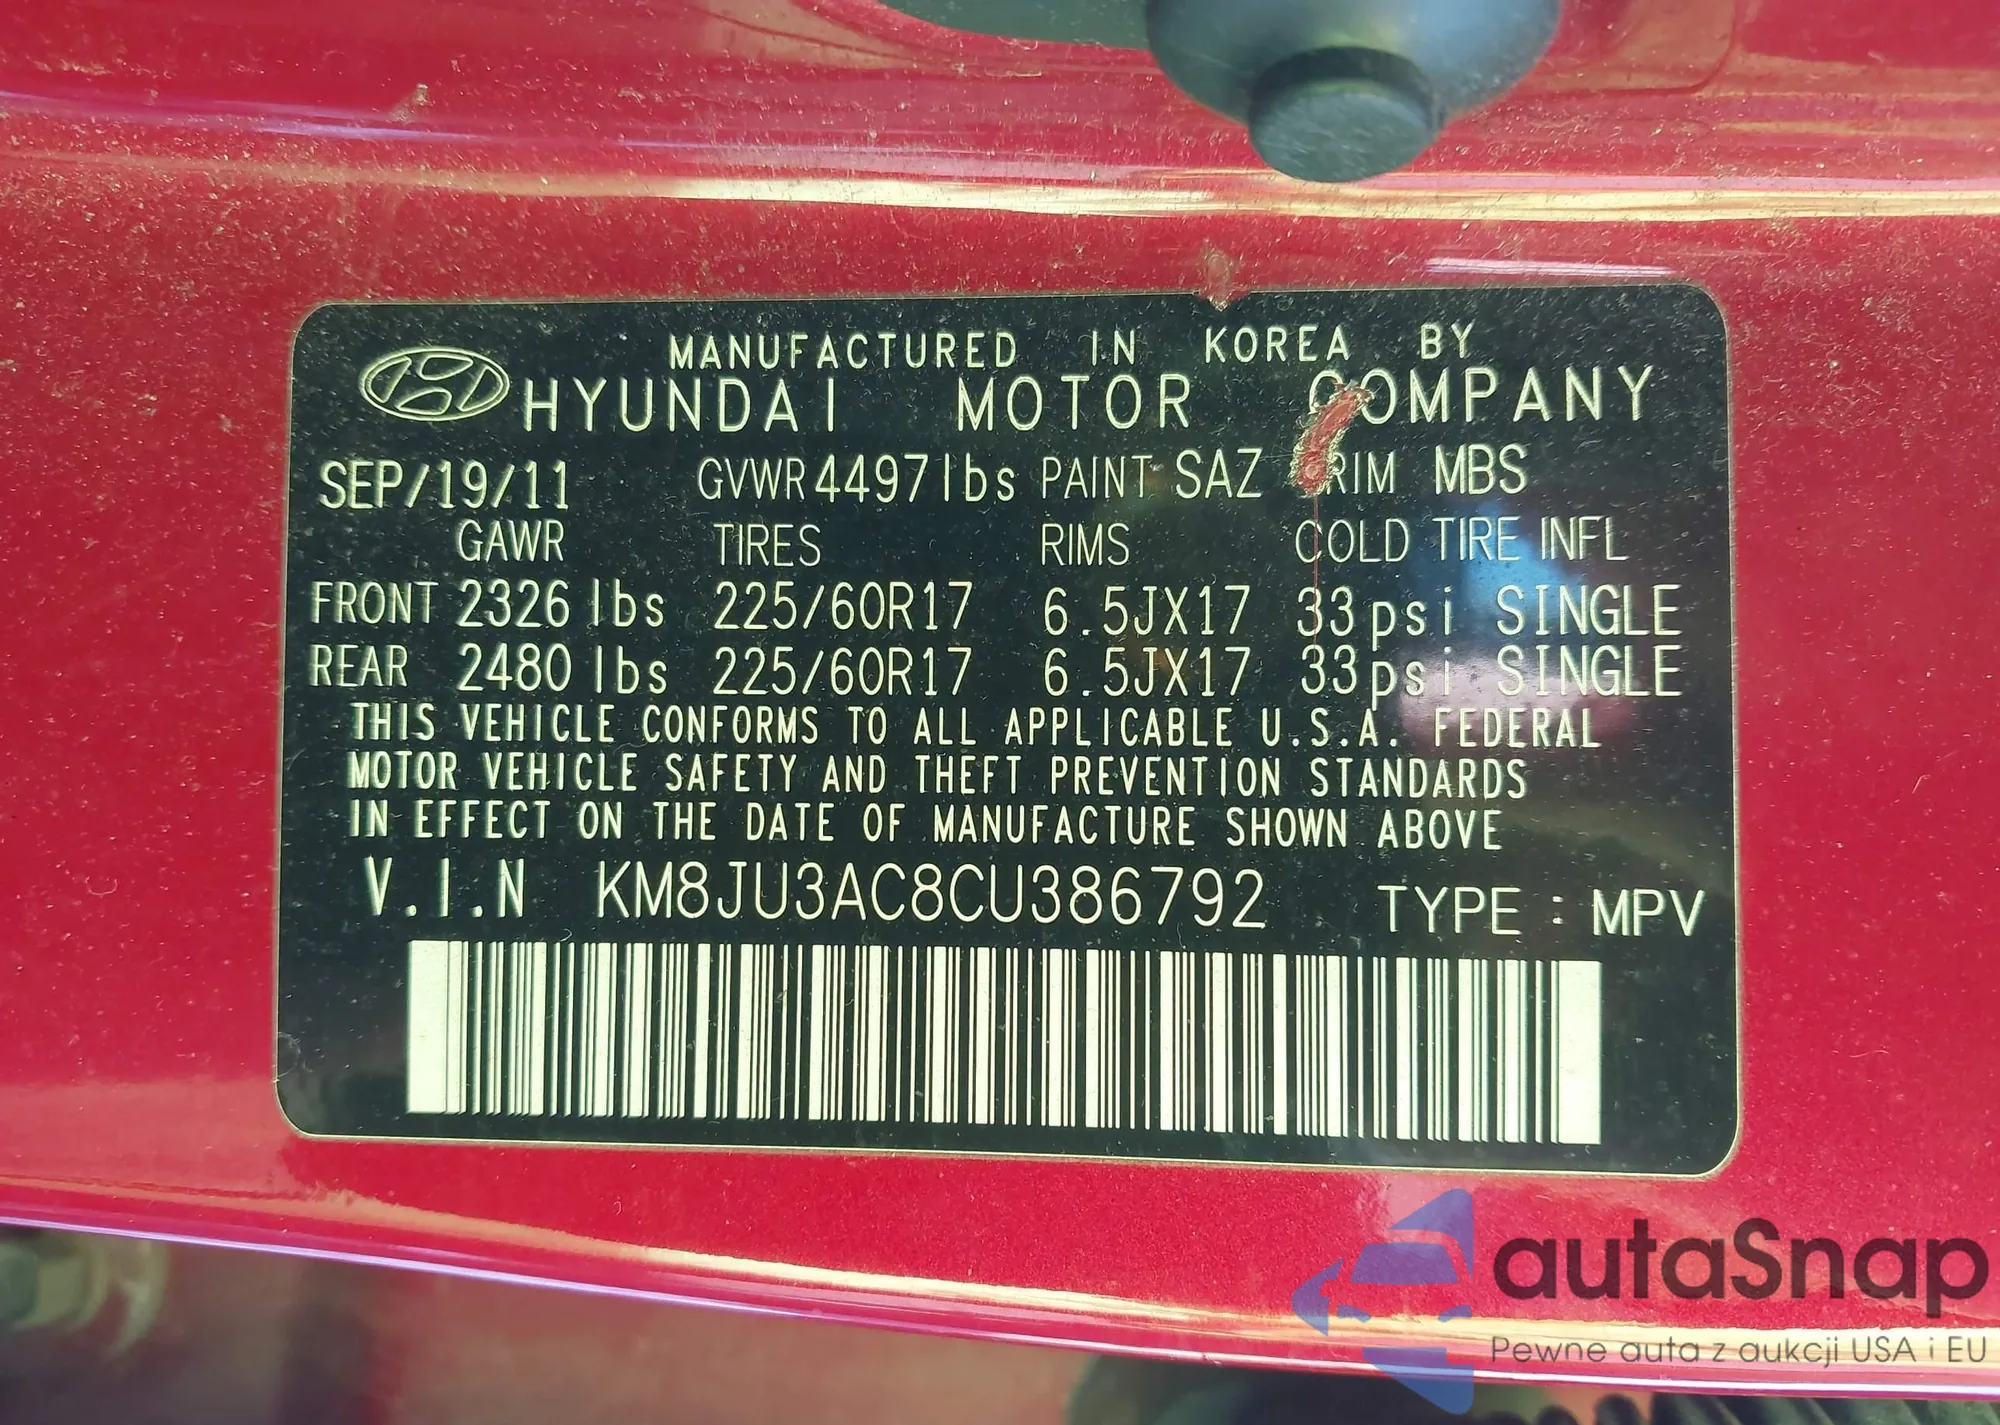 MANUFACTURED IN KOREA BY
HYUNDAI MOTOR COMPANY
SEP/19/11 GVWR 4497lbs PAINT SAZ TRIM MBS
GAWR TIRES RIMS COLD TIRE INFL
FRONT 2326 lbs 225/60R17 6.5JX17 33psi SINGLE
REAR 2480 lbs 225/60R17 6.5JX17 33psi SINGLE
THIS VEHICLE CONFORMS TO ALL APPLICABLE U.S.A. FEDERAL
MOTOR VEHICLE SAFETY AND THEFT PREVENTION STANDARDS
IN EFFECT ON THE DATE OF MANUFACTURE SHOWN ABOVE
V.I.N KM8JU3AC8CU386792 TYPE : MPV
autaSnap
Pewne auta z aukcji USA i EU